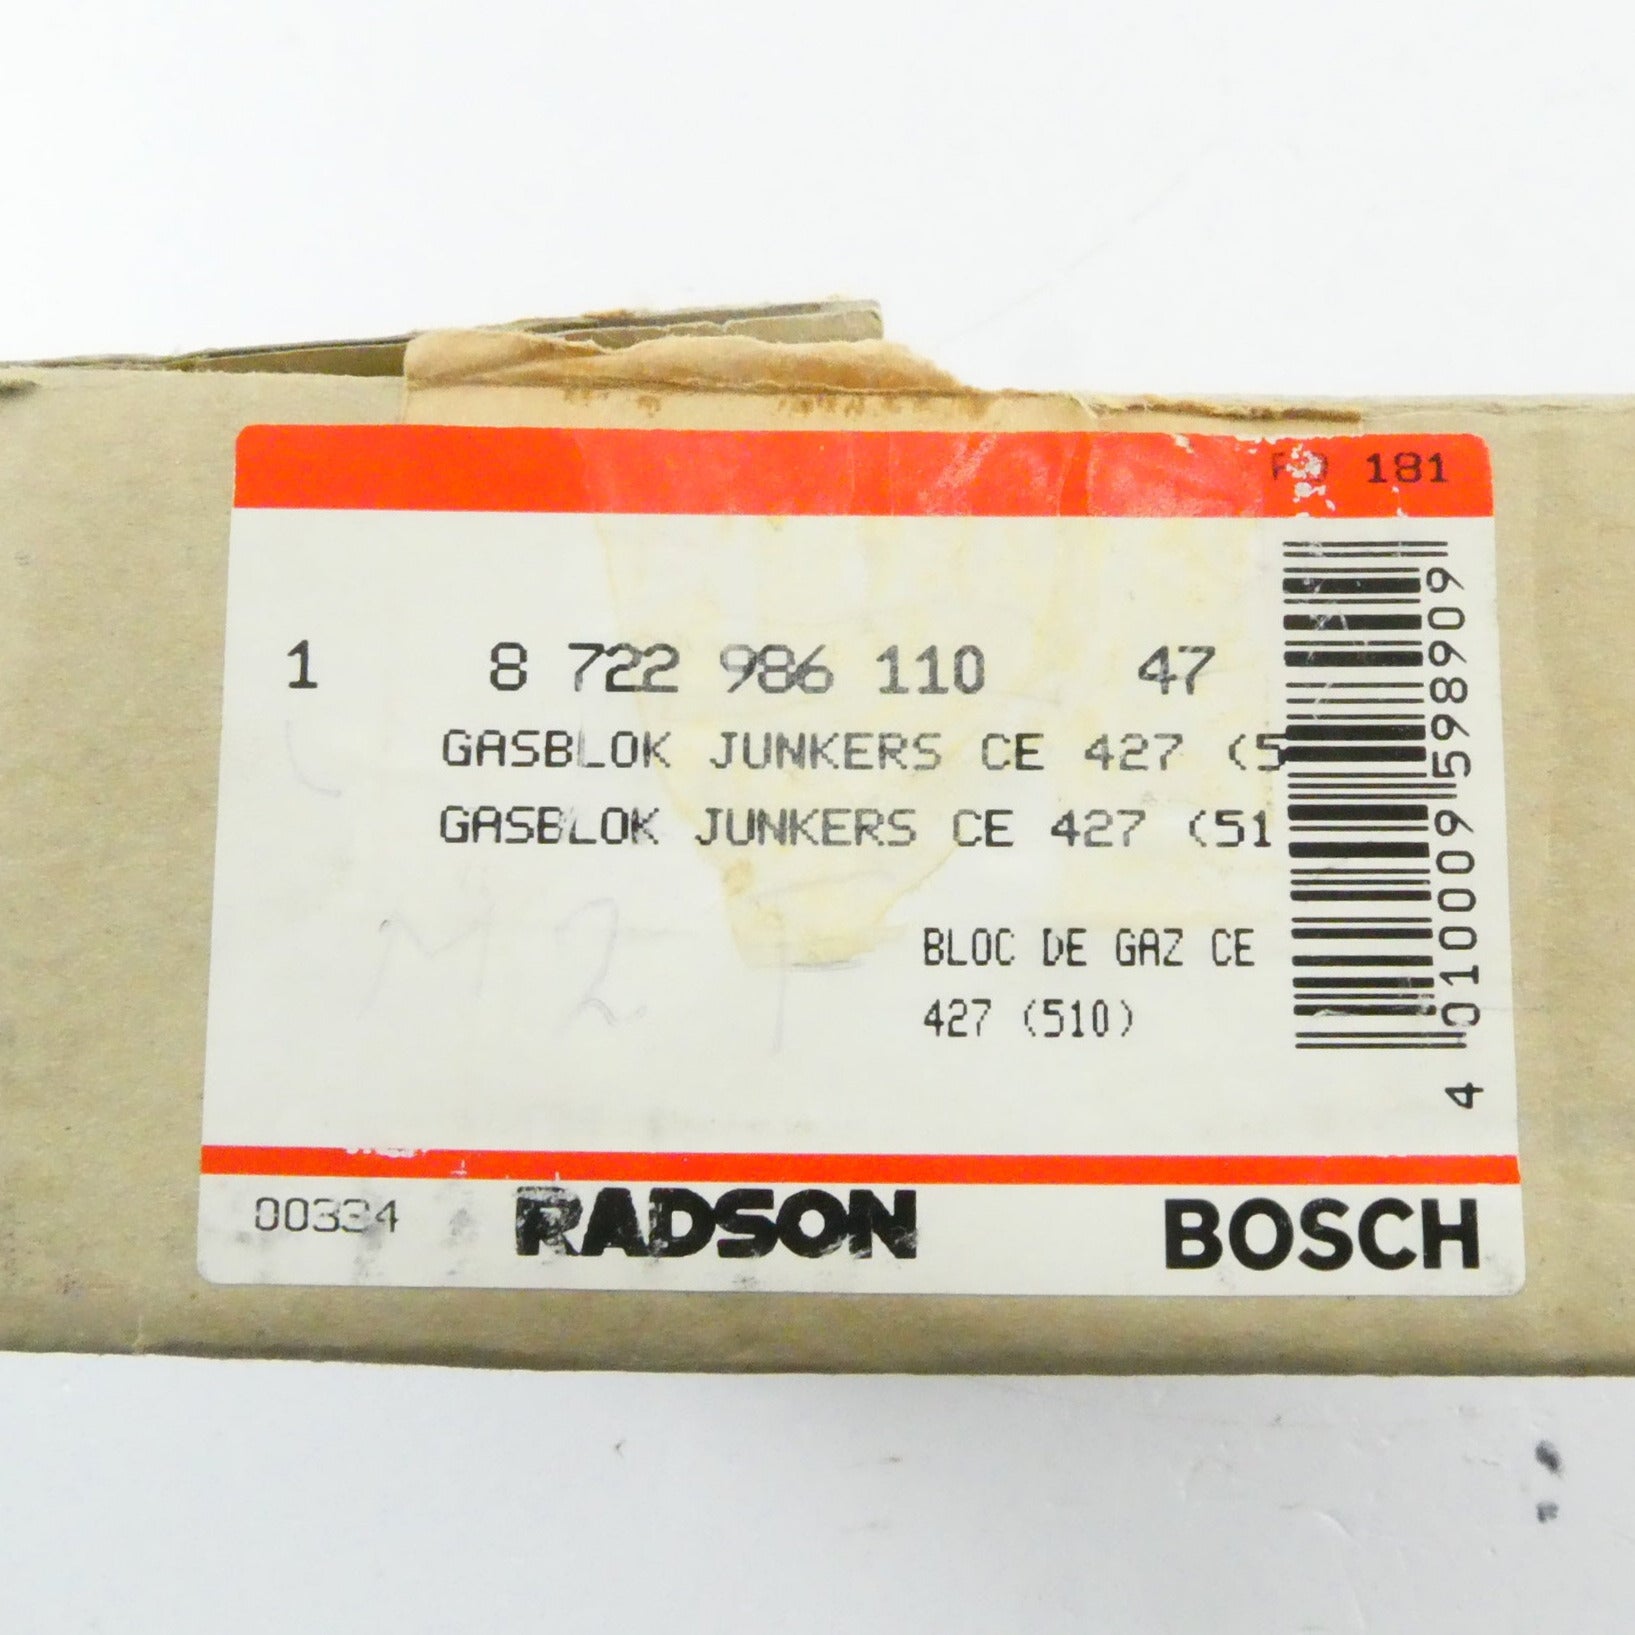 181
1 8 722 986 110 47
GASBLOK JUNKERS CE 427 (5
GASBLOK JUNKERS CE 427 (51
BLOC DE GAZ CE
427 (510)
4 010009 598909
00334 RADSON BOSCH